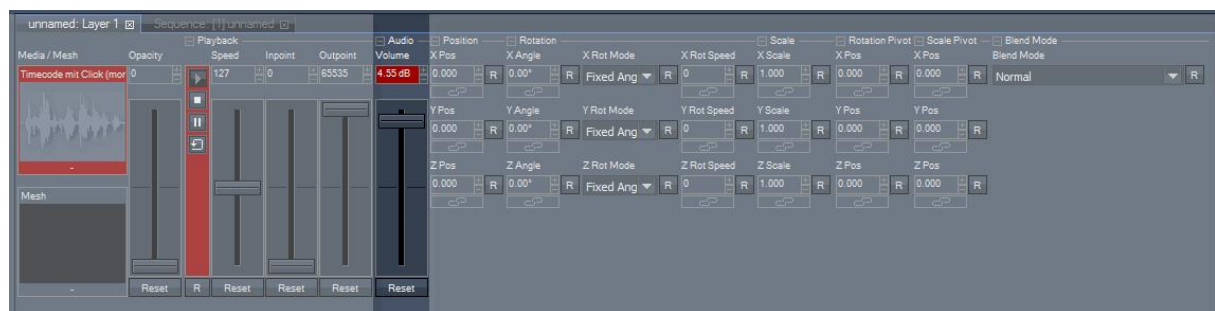 unnamed: Layer 1 Sequence: [1] unnamed
Playback Audio Position Rotation Scale Rotation Pivot Scale Pivot Blend Mode
Media / Mesh Opacity Speed Inpoint Outpoint Volume X Pos X Angle X Rot Mode X Rot Speed X Scale X Pos X Pos Blend Mode
Timecode mit Click (mor 0 127 0 65535 4.55 dB 0.000 R 0.00° R Fixed Ang R 0 R 1.000 R 0.000 R 0.000 R Normal R
Y Pos Y Angle Y Rot Mode Y Rot Speed Y Scale Y Pos Y Pos
0.000 R 0.00° R Fixed Ang R 0 R 1.000 R 0.000 R 0.000 R
Z Pos Z Angle Z Rot Mode Z Rot Speed Z Scale Z Pos Z Pos
-
0.000 R 0.00° R Fixed Ang R 0 R 1.000 R 0.000 R 0.000 R
Mesh
- Reset R Reset Reset Reset Reset